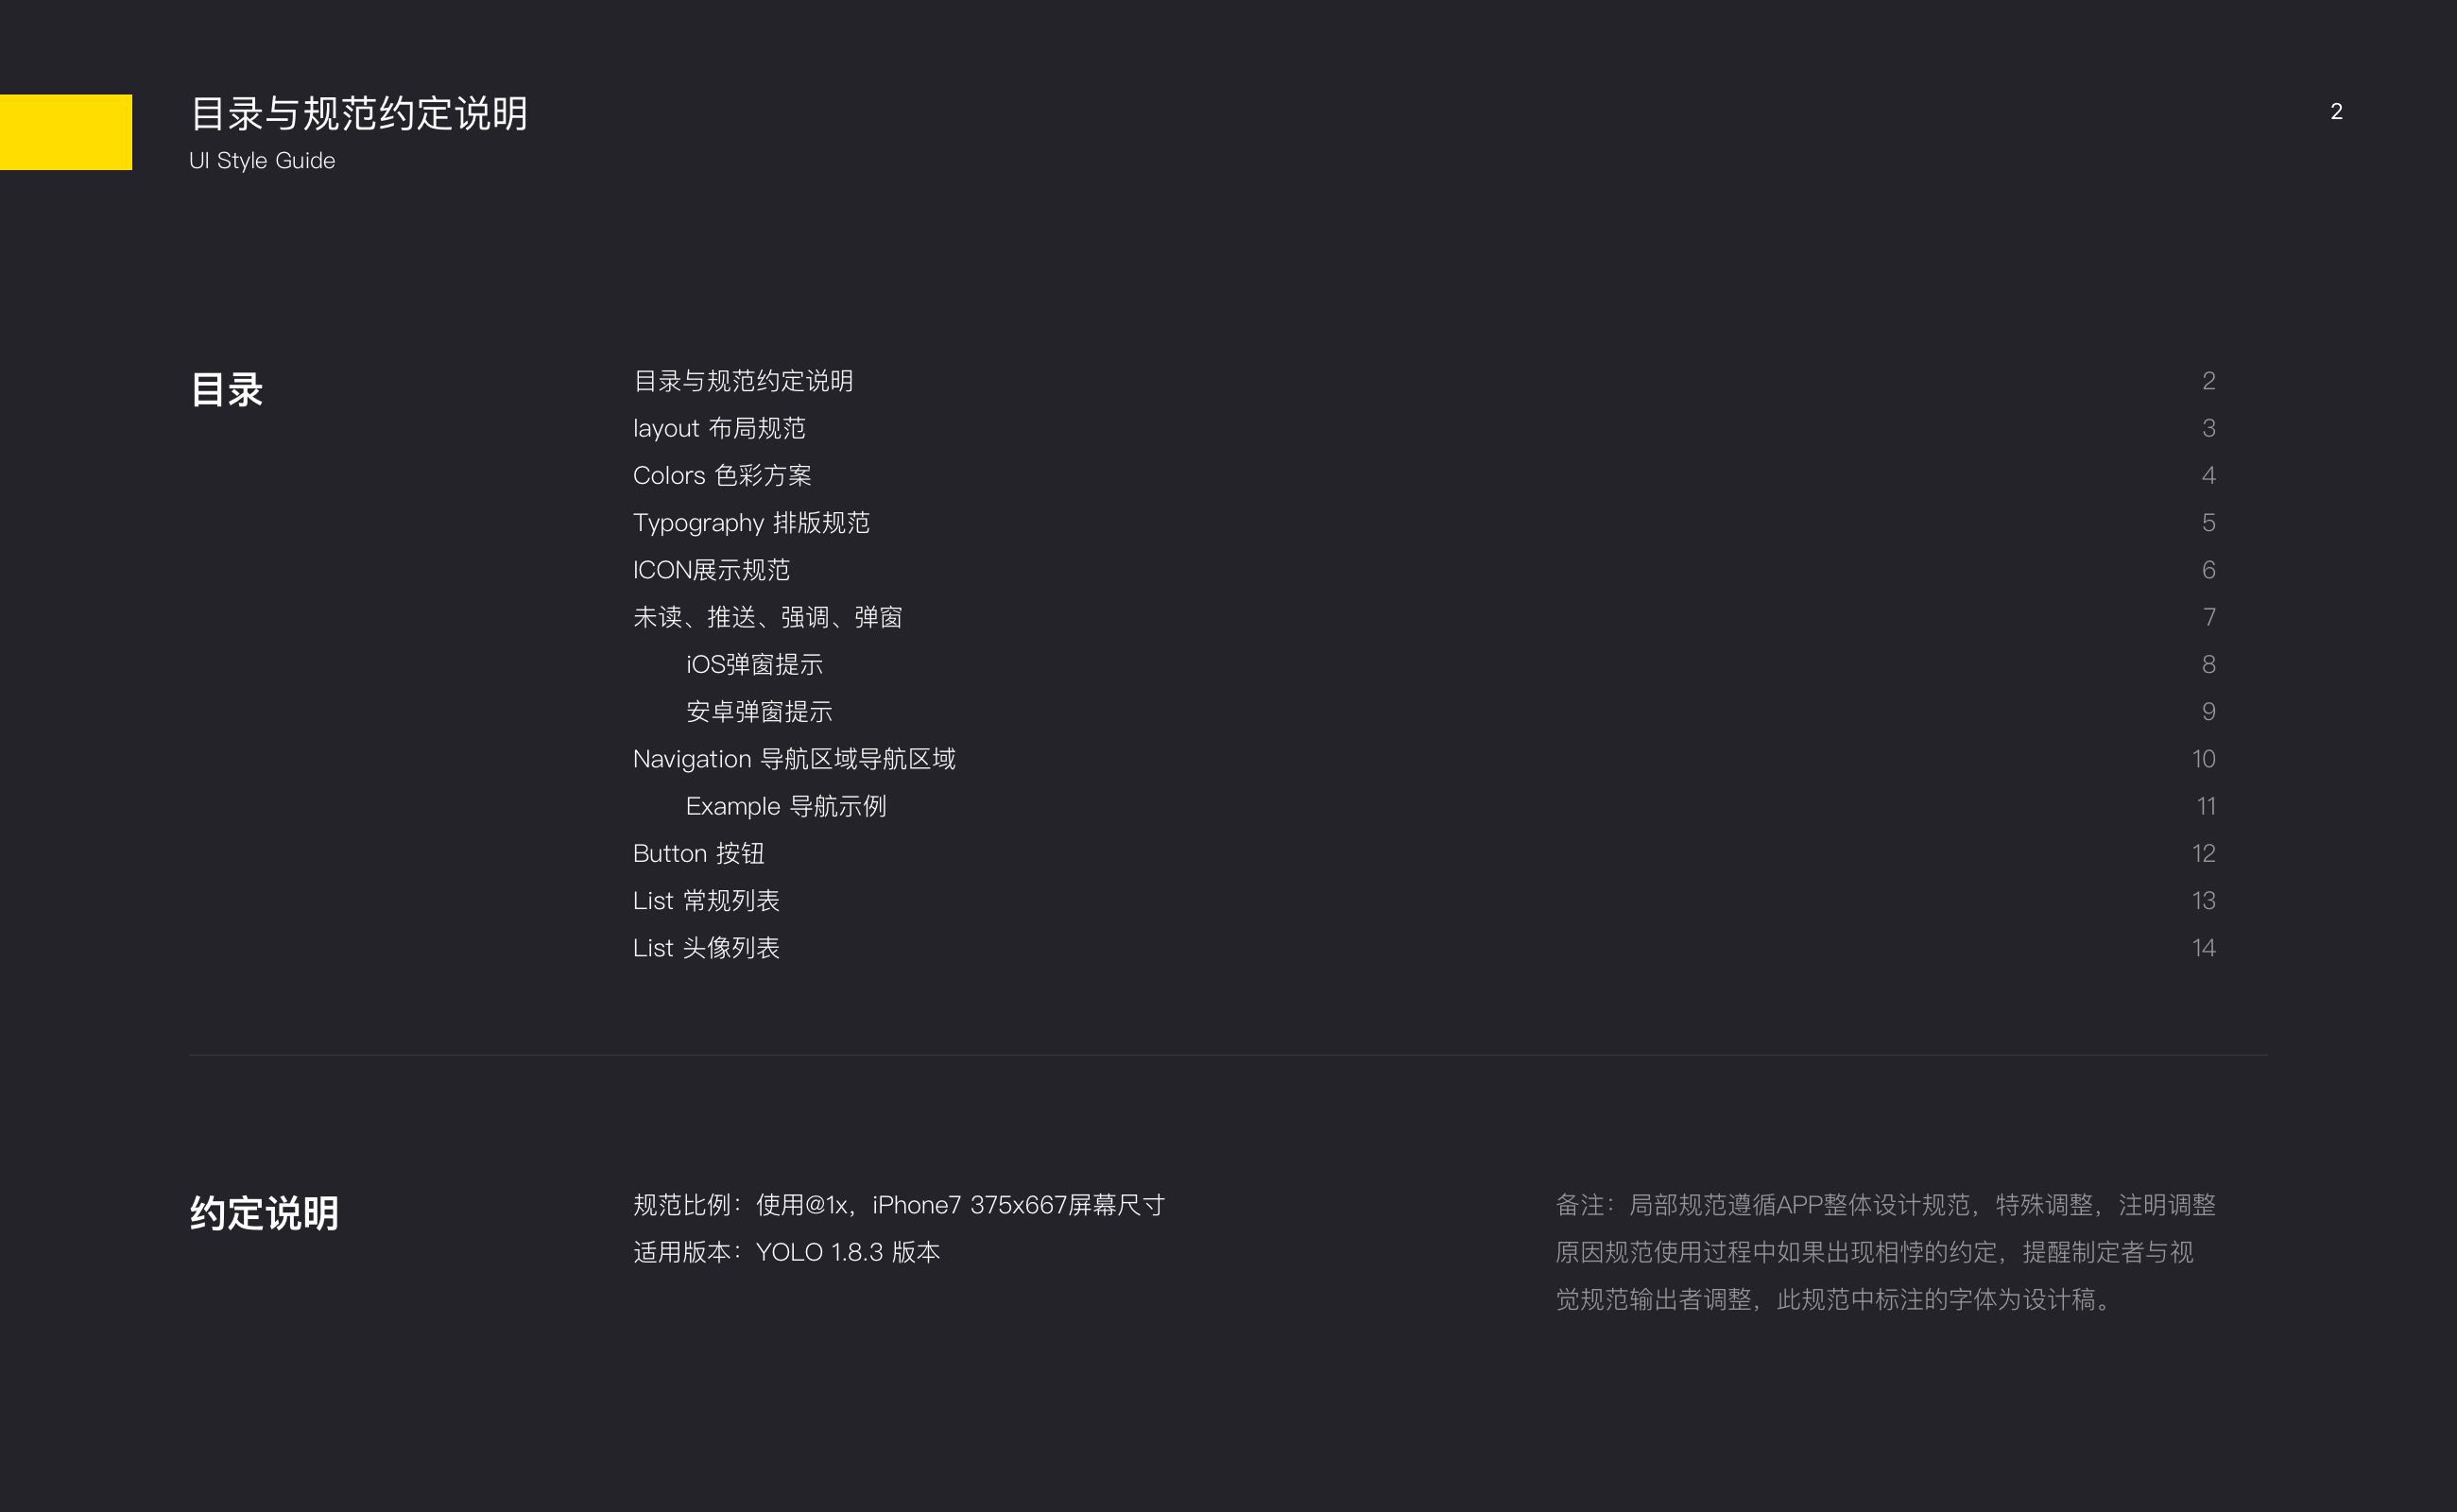 目录与规范约定说明
2
UI Style Guide
目录
目录与规范约定说明 2
layout 布局规范 3
Colors 色彩方案 4
Typography 排版规范 5
ICON展示规范 6
未读、推送、强调、弹窗 7
iOS弹窗提示 8
安卓弹窗提示 9
Navigation 导航区域导航区域 10
Example 导航示例 11
Button 按钮 12
List 常规列表 13
List 头像列表 14
约定说明
规范比例：使用@1x，iPhone7 375x667屏幕尺寸
适用版本：YOLO 1.8.3 版本
备注：局部规范遵循APP整体设计规范，特殊调整，注明调整
原因规范使用过程中如果出现相悖的约定，提醒制定者与视
觉规范输出者调整，此规范中标注的字体为设计稿。